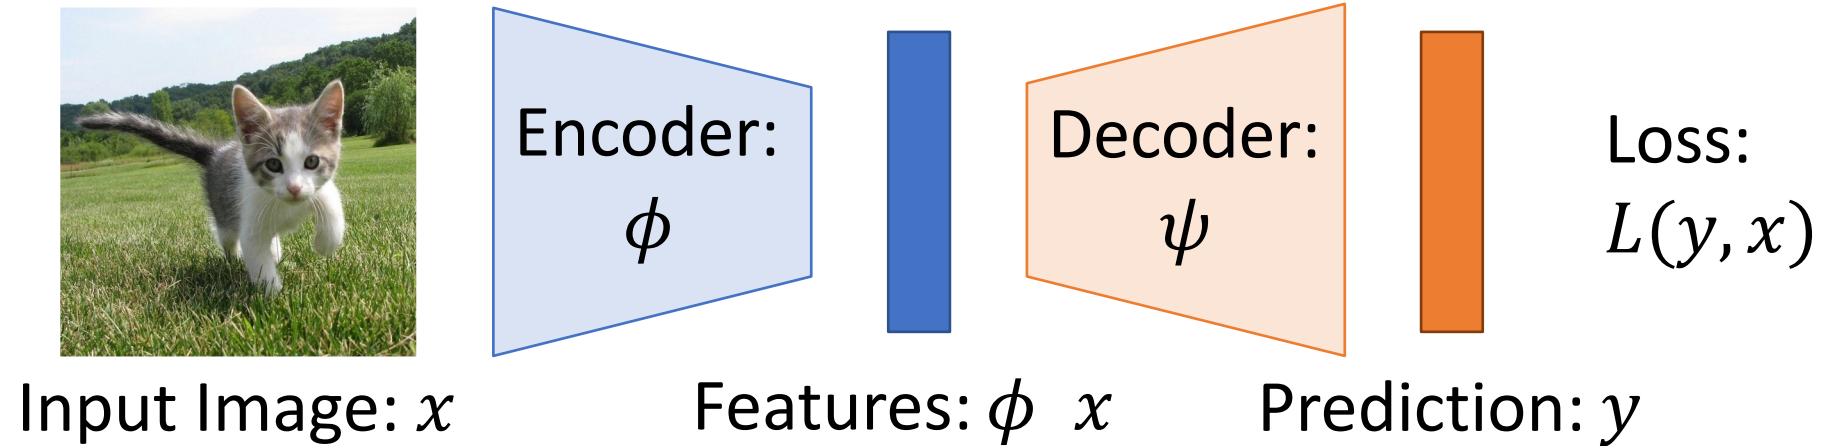 Encoder:
ϕ
Decoder:
ψ
Loss:
L(y, x)
Input Image: x
Features: ϕ x
Prediction: y